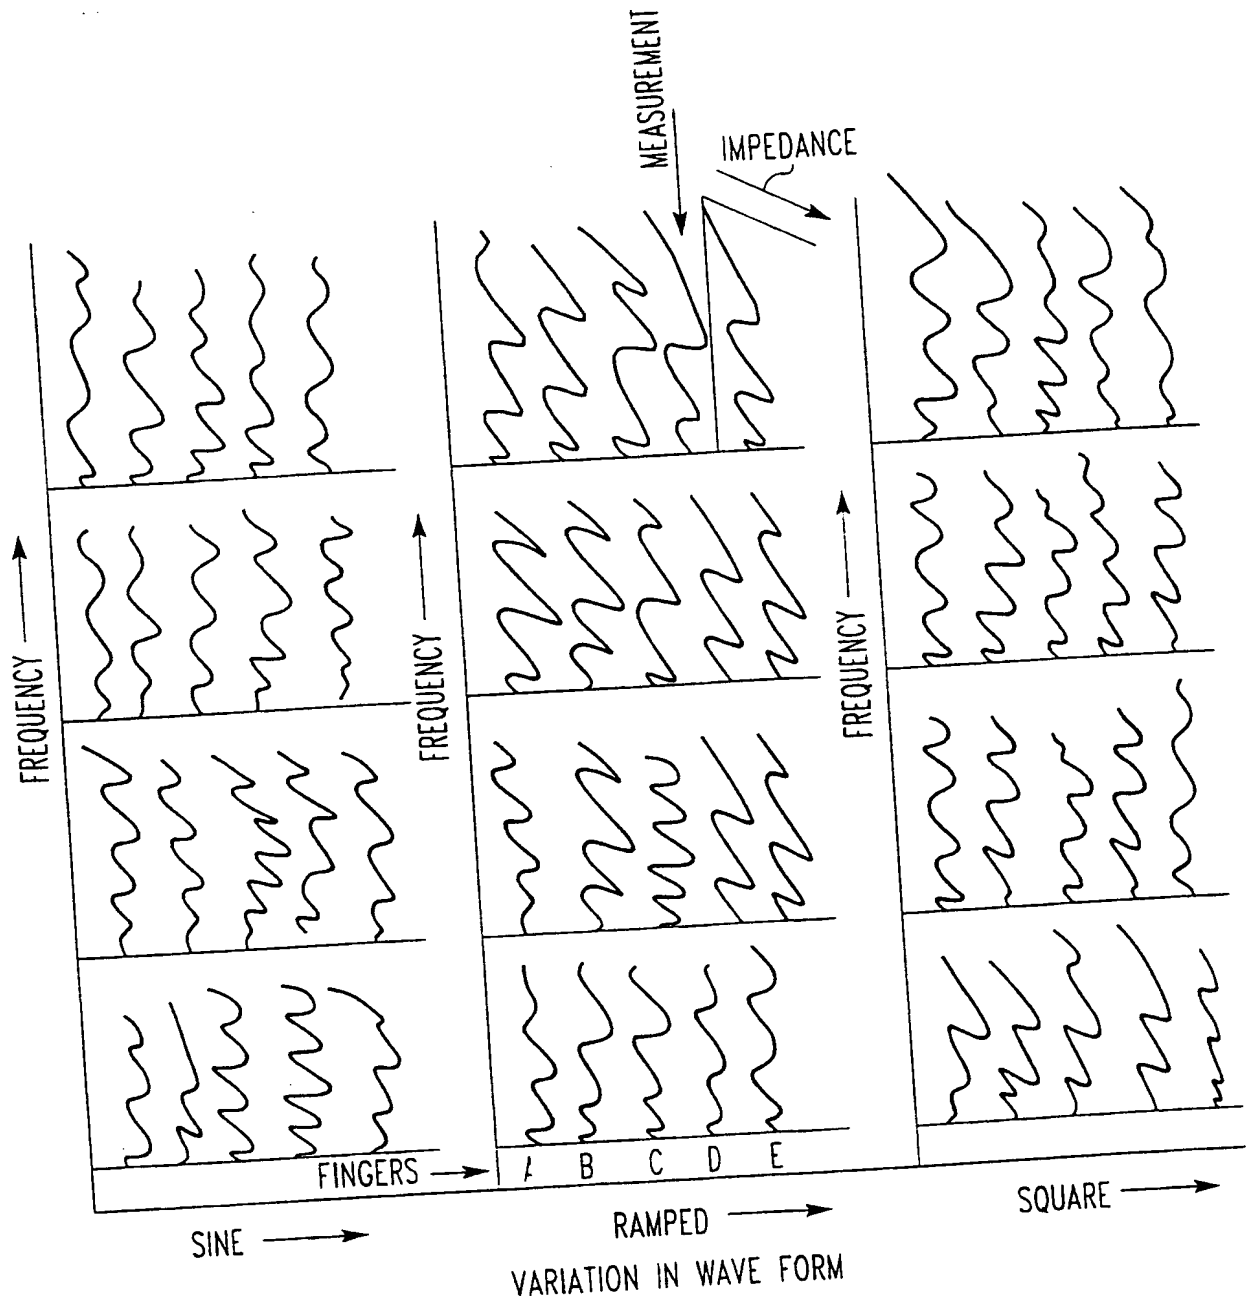 MEASUREMENT
IMPEDANCE
FREQUENCY
FREQUENCY
FREQUENCY
FINGERS
B C D E
SINE
RAMPED
SQUARE
VARIATION IN WAVE FORM